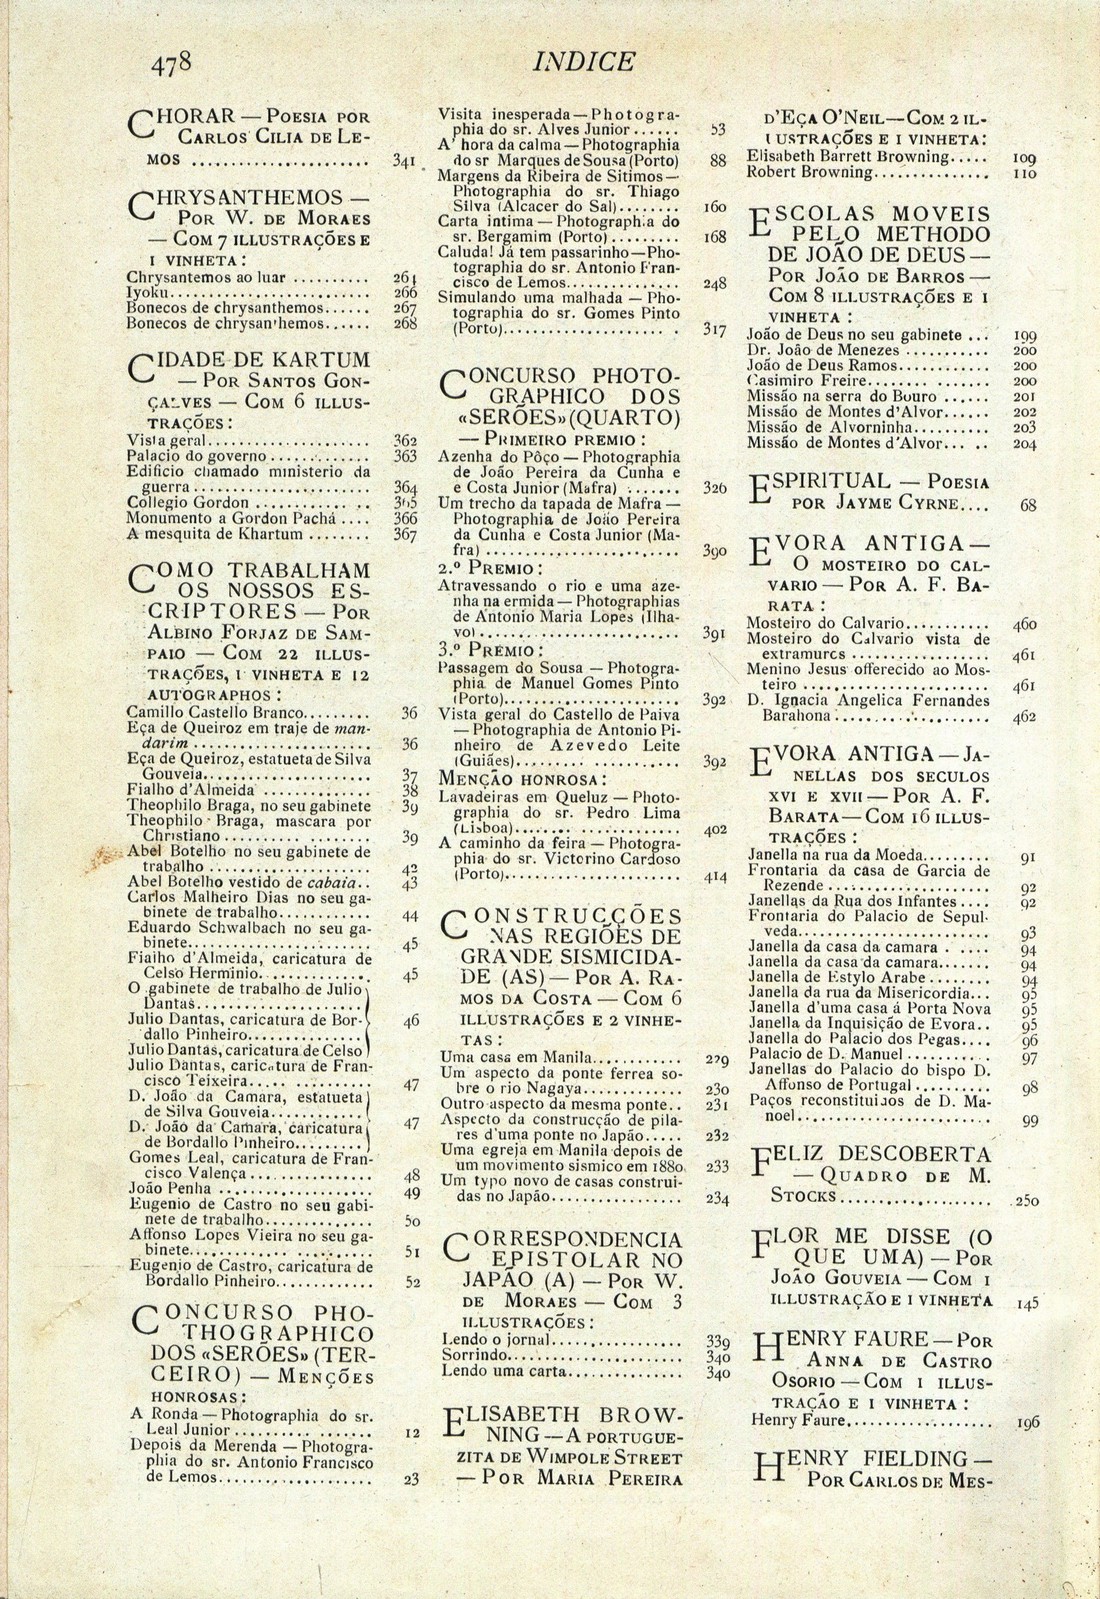 478
INDICE
CHORAR — POESIA POR
CARLOS CILIA DE LE-
MOS .................... 341
CHRYSANTHEMOS —
POR W. DE MORAES
— COM 7 ILLUSTRAÇÕES E
1 VINHETA :
Chrysantemos ao luar .......... 261
Iyoku........................ 266
Bonecos de chrysanthemos...... 267
Bonecos de chrysanthemos...... 268
CIDADE DE KARTUM
— POR SANTOS GON-
ÇALVES — COM 6 ILLUS-
TRAÇÕES :
Vista geral.................... 362
Palacio do governo ............ 363
Edificio chamado ministerio da
guerra ...................... 364
Collegio Gordon .............. 365
Monumento a Gordon Pachá .... 366
A mesquita de Khartum ........ 367
COMO TRABALHAM
OS NOSSOS ES-
CRIPTORES — POR
ALBINO FORJAZ DE SAM-
PAIO — COM 22 ILLUS-
TRAÇÕES, 1 VINHETA E 12
AUTOGRAPHOS :
Camillo Castello Branco......... 36
Eça de Queiroz em traje de man-
darim ...................... 36
Eça de Queiroz, estatueta de Silva
Gouveia..................... 37
Fialho d'Almeida .............. 38
Theophilo Braga, no seu gabinete 39
Theophilo Braga, mascara por
Christiano ................... 39
Abel Botelho no seu gabinete de
trabalho .................... 42
Abel Botelho vestido de cabaia.. 43
Carlos Malheiro Dias no seu ga-
binete de trabalho............ 44
Eduardo Schwalbach no seu ga-
binete....................... 45
Fialho d'Almeida, caricatura de
Celso Herminio.............. 45
O gabinete de trabalho de Julio
Dantas......................
Julio Dantas, caricatura de Bor- 46
dallo Pinheiro................
Julio Dantas, caricatura de Celso
Julio Dantas, caricatura de Fran-
cisco Teixeira................ 47
D. João da Camara, estatueta
de Silva Gouveia............
D. João da Camara, caricatura 47
de Bordallo Pinheiro.........
Gomes Leal, caricatura de Fran-
cisco Valença ............... 48
João Penha ................... 49
Eugenio de Castro no seu gabi-
nete de trabalho.............. 50
Affonso Lopes Vieira no seu ga-
binete....................... 51
Eugenio de Castro, caricatura de
Bordallo Pinheiro............ 52
CONCURSO PHO-
THOGRAPHICO
DOS «SERÕES» (TER-
CEIRO) — MENÇÕES
HONROSAS :
A Ronda — Photographia do sr.
Leal Junior .................. 12
Depois da Merenda — Photogra-
phia do sr. Antonio Francisco
de Lemos.................... 23
Visita inesperada — Photogra-
phia do sr. Alves Junior ...... 53
A' hora da calma — Photographia
do sr Marques de Sousa (Porto) 88
Margens da Ribeira de Sitimos —
Photographia do sr. Thiago
Silva (Alcacer do Sal)........ 160
Carta intima — Photographia do
sr. Bergamim (Porto) ......... 168
Caluda! Já tem passarinho — Pho-
tographia do sr. Antonio Fran-
cisco de Lemos.............. 248
Simulando uma malhada — Pho-
tographia do sr. Gomes Pinto
(Porto)..................... 317
CONCURSO PHOTO-
GRAPHICO DOS
«SERÕES» (QUARTO)
— PRIMEIRO PREMIO :
Azenha do Pôço — Photographia
de João Pereira da Cunha e
e Costa Junior (Mafra) ....... 326
Um trecho da tapada de Mafra —
Photographia de João Pereira
da Cunha e Costa Junior (Ma-
fra) ........................ 390
2.º PREMIO :
Atravessando o rio e uma aze-
nha na ermida — Photographias
de Antonio Maria Lopes (Ilha-
vo) ......................... 391
3.º PREMIO :
Passagem do Sousa — Photogra-
phia de Manuel Gomes Pinto
(Porto)...................... 392
Vista geral do Castello de Paiva
— Photographia de Antonio Pi-
nheiro de Azevedo Leite
(Guiães).................... 392
MENÇÃO HONROSA :
Lavadeiras em Queluz — Photo-
graphia do sr. Pedro Lima
(Lisboa)..................... 402
A caminho da feira — Photogra-
phia do sr. Victorino Cardoso
(Porto)...................... 414
CONSTRUCÇÕES
NAS REGIÕES DE
GRANDE SISMICIDA-
DE (AS) — POR A. RA-
MOS DA COSTA — COM 6
ILLUSTRAÇÕES E 2 VINHE-
TAS :
Uma casa em Manila........... 229
Um aspecto da ponte ferrea so-
bre o rio Nagaya............. 230
Outro aspecto da mesma ponte.. 231
Aspecto da construcção de pila-
res d'uma ponte no Japão..... 232
Uma egreja em Manila depois de
um movimento sismico em 1880. 233
Um typo novo de casas construi-
das no Japão................. 234
CORRESPONDENCIA
EPISTOLAR NO
JAPÃO (A) — POR W.
DE MORAES — COM 3
ILLUSTRAÇÕES :
Lendo o jornal................. 339
Sorrindo...................... 340
Lendo uma carta............... 340
ELISABETH BROW-
NING — A PORTUGUE-
ZITA DE WIMPOLE STREET
— POR MARIA PEREIRA
D'EÇA O'NEIL — COM 2 IL-
LUSTRAÇÕES E 1 VINHETA :
Elisabeth Barrett Browning..... 109
Robert Browning............... 110
ESCOLAS MOVEIS
PELO METHODO
DE JOÃO DE DEUS —
POR JOÃO DE BARROS —
COM 8 ILLUSTRAÇÕES E 1
VINHETA :
João de Deus no seu gabinete ... 199
Dr. João de Menezes .......... 200
João de Deus Ramos........... 200
Casimiro Freire............... 200
Missão na serra do Bouro ...... 201
Missão de Montes d'Alvor...... 202
Missão de Alvorninha.......... 203
Missão de Montes d'Alvor... .. 204
ESPIRITUAL — POESIA
POR JAYME CYRNE.... 68
EVORA ANTIGA —
O MOSTEIRO DO CAL-
VARIO — POR A. F. BA-
RATA :
Mosteiro do Calvario........... 460
Mosteiro do Calvario vista de
extramuros .................. 461
Menino Jesus offerecido ao Mos-
teiro ....................... 461
D. Ignacia Angelica Fernandes
Barahona .................... 462
EVORA ANTIGA — JA-
NELLAS DOS SECULOS
XVI E XVII — POR A. F.
BARATA — COM 16 ILLUS-
TRAÇÕES :
Janella na rua da Moeda......... 91
Frontaria da casa de Garcia de
Rezende ..................... 92
Janellas da Rua dos Infantes .... 92
Frontaria do Palacio de Sepul-
veda........................ 93
Janella da casa da camara . .... 94
Janella da casa da camara....... 94
Janella de Estylo Arabe ........ 94
Janella da rua da Misericordia... 95
Janella d'uma casa á Porta Nova 95
Janella da Inquisição de Evora.. 95
Janella do Palacio dos Pegas.... 96
Palacio de D. Manuel .......... 97
Janellas do Palacio do bispo D.
Affonso de Portugal .......... 98
Paços reconstituidos de D. Ma-
noel........................ 99
FELIZ DESCOBERTA
— QUADRO DE M.
STOCKS ................. 250
FLOR ME DISSE (O
QUE UMA) — POR
JOÃO GOUVEIA — COM 1
ILLUSTRAÇÃO E 1 VINHETA 145
HENRY FAURE — POR
ANNA DE CASTRO
OSORIO — COM 1 ILLUS-
TRAÇÃO E 1 VINHETA :
Henry Faure.................. 196
HENRY FIELDING —
POR CARLOS DE MES-